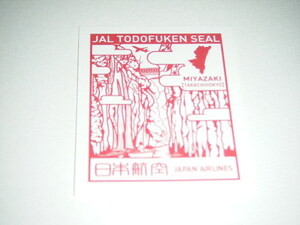 JAL TODOFUKEN SEAL
MIYAZAKI
[TAKACHIHOKYO]
日本航空 JAPAN AIRLINES